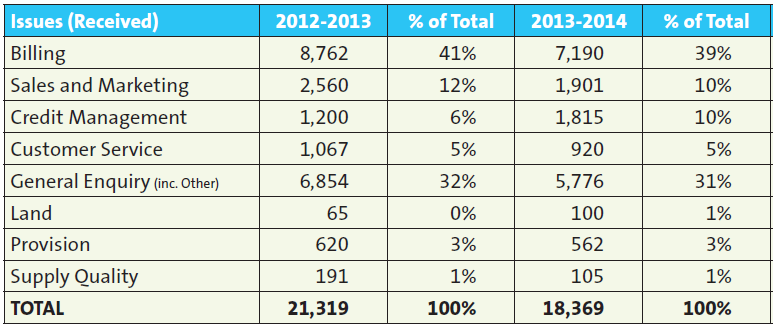 Issues (Received) 2012-2013 % of Total 2013-2014 % of Total
Billing 8,762 41% 7,190 39%
Sales and Marketing 2,560 12% 1,901 10%
Credit Management 1,200 6% 1,815 10%
Customer Service 1,067 5% 920 5%
General Enquiry (inc. Other) 6,854 32% 5,776 31%
Land 65 0% 100 1%
Provision 620 3% 562 3%
Supply Quality 191 1% 105 1%
TOTAL 21,319 100% 18,369 100%